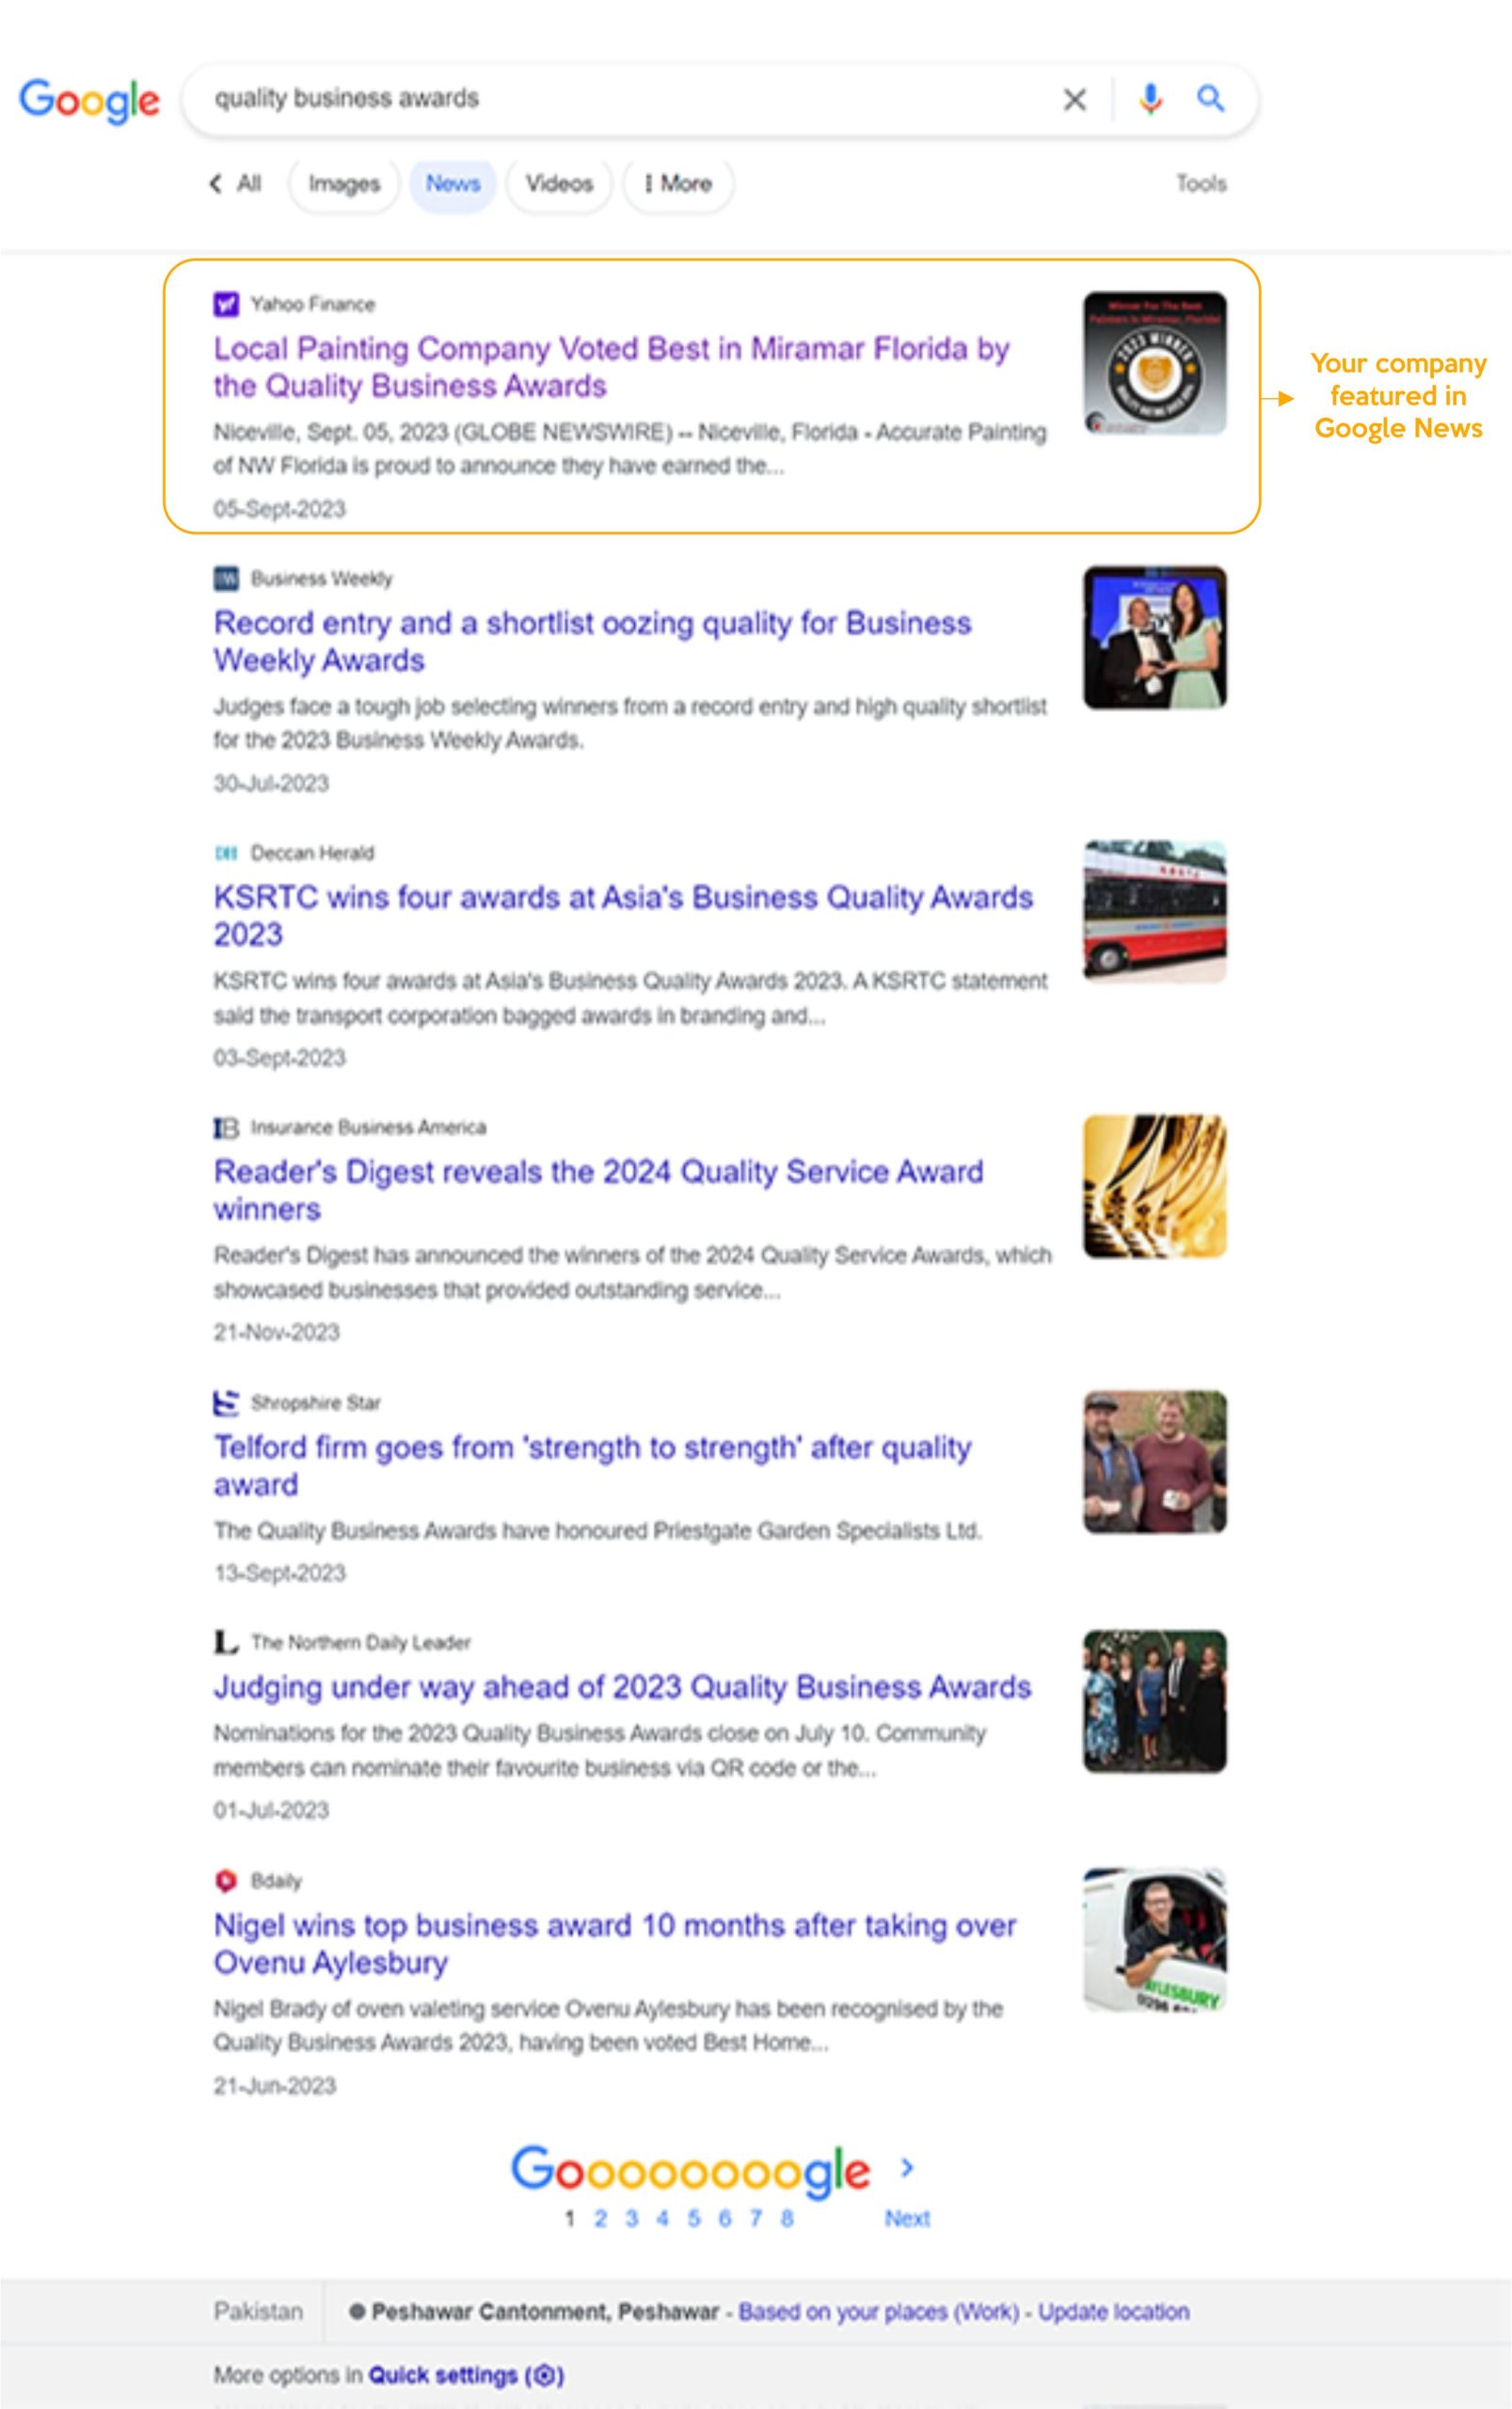 Google
quality business awards
All
Images
News
Videos
More
Tools
Yahoo Finance
Local Painting Company Voted Best in Miramar Florida by
the Quality Business Awards
Niceville, Sept. 05, 2023 (GLOBE NEWSWIRE) -- Niceville, Florida - Accurate Painting
of NW Florida is proud to announce they have earned the...
05-Sept-2023
Winner For The Best
Painters In Miramar, Florida!
2023 WINNER
Your company
featured in
Google News
Business Weekly
Record entry and a shortlist oozing quality for Business
Weekly Awards
Judges face a tough job selecting winners from a record entry and high quality shortlist
for the 2023 Business Weekly Awards.
30-Jul-2023
DH Deccan Herald
KSRTC wins four awards at Asia's Business Quality Awards
2023
KSRTC wins four awards at Asia's Business Quality Awards 2023. A KSRTC statement
said the transport corporation bagged awards in branding and...
03-Sept-2023
IB Insurance Business America
Reader's Digest reveals the 2024 Quality Service Award
winners
Reader's Digest has announced the winners of the 2024 Quality Service Awards, which
showcased businesses that provided outstanding service...
21-Nov-2023
Shropshire Star
Telford firm goes from 'strength to strength' after quality
award
The Quality Business Awards have honoured Priestgate Garden Specialists Ltd.
13-Sept-2023
L The Northern Daily Leader
Judging under way ahead of 2023 Quality Business Awards
Nominations for the 2023 Quality Business Awards close on July 10. Community
members can nominate their favourite business via QR code or the...
01-Jul-2023
Bdaily
Nigel wins top business award 10 months after taking over
Ovenu Aylesbury
Nigel Brady of oven valeting service Ovenu Aylesbury has been recognised by the
Quality Business Awards 2023, having been voted Best Home...
21-Jun-2023
AYLESBURY
Goooooooogle
1 2 3 4 5 6 7 8 Next
Pakistan
Peshawar Cantonment, Peshawar - Based on your places (Work) - Update location
More options in Quick settings